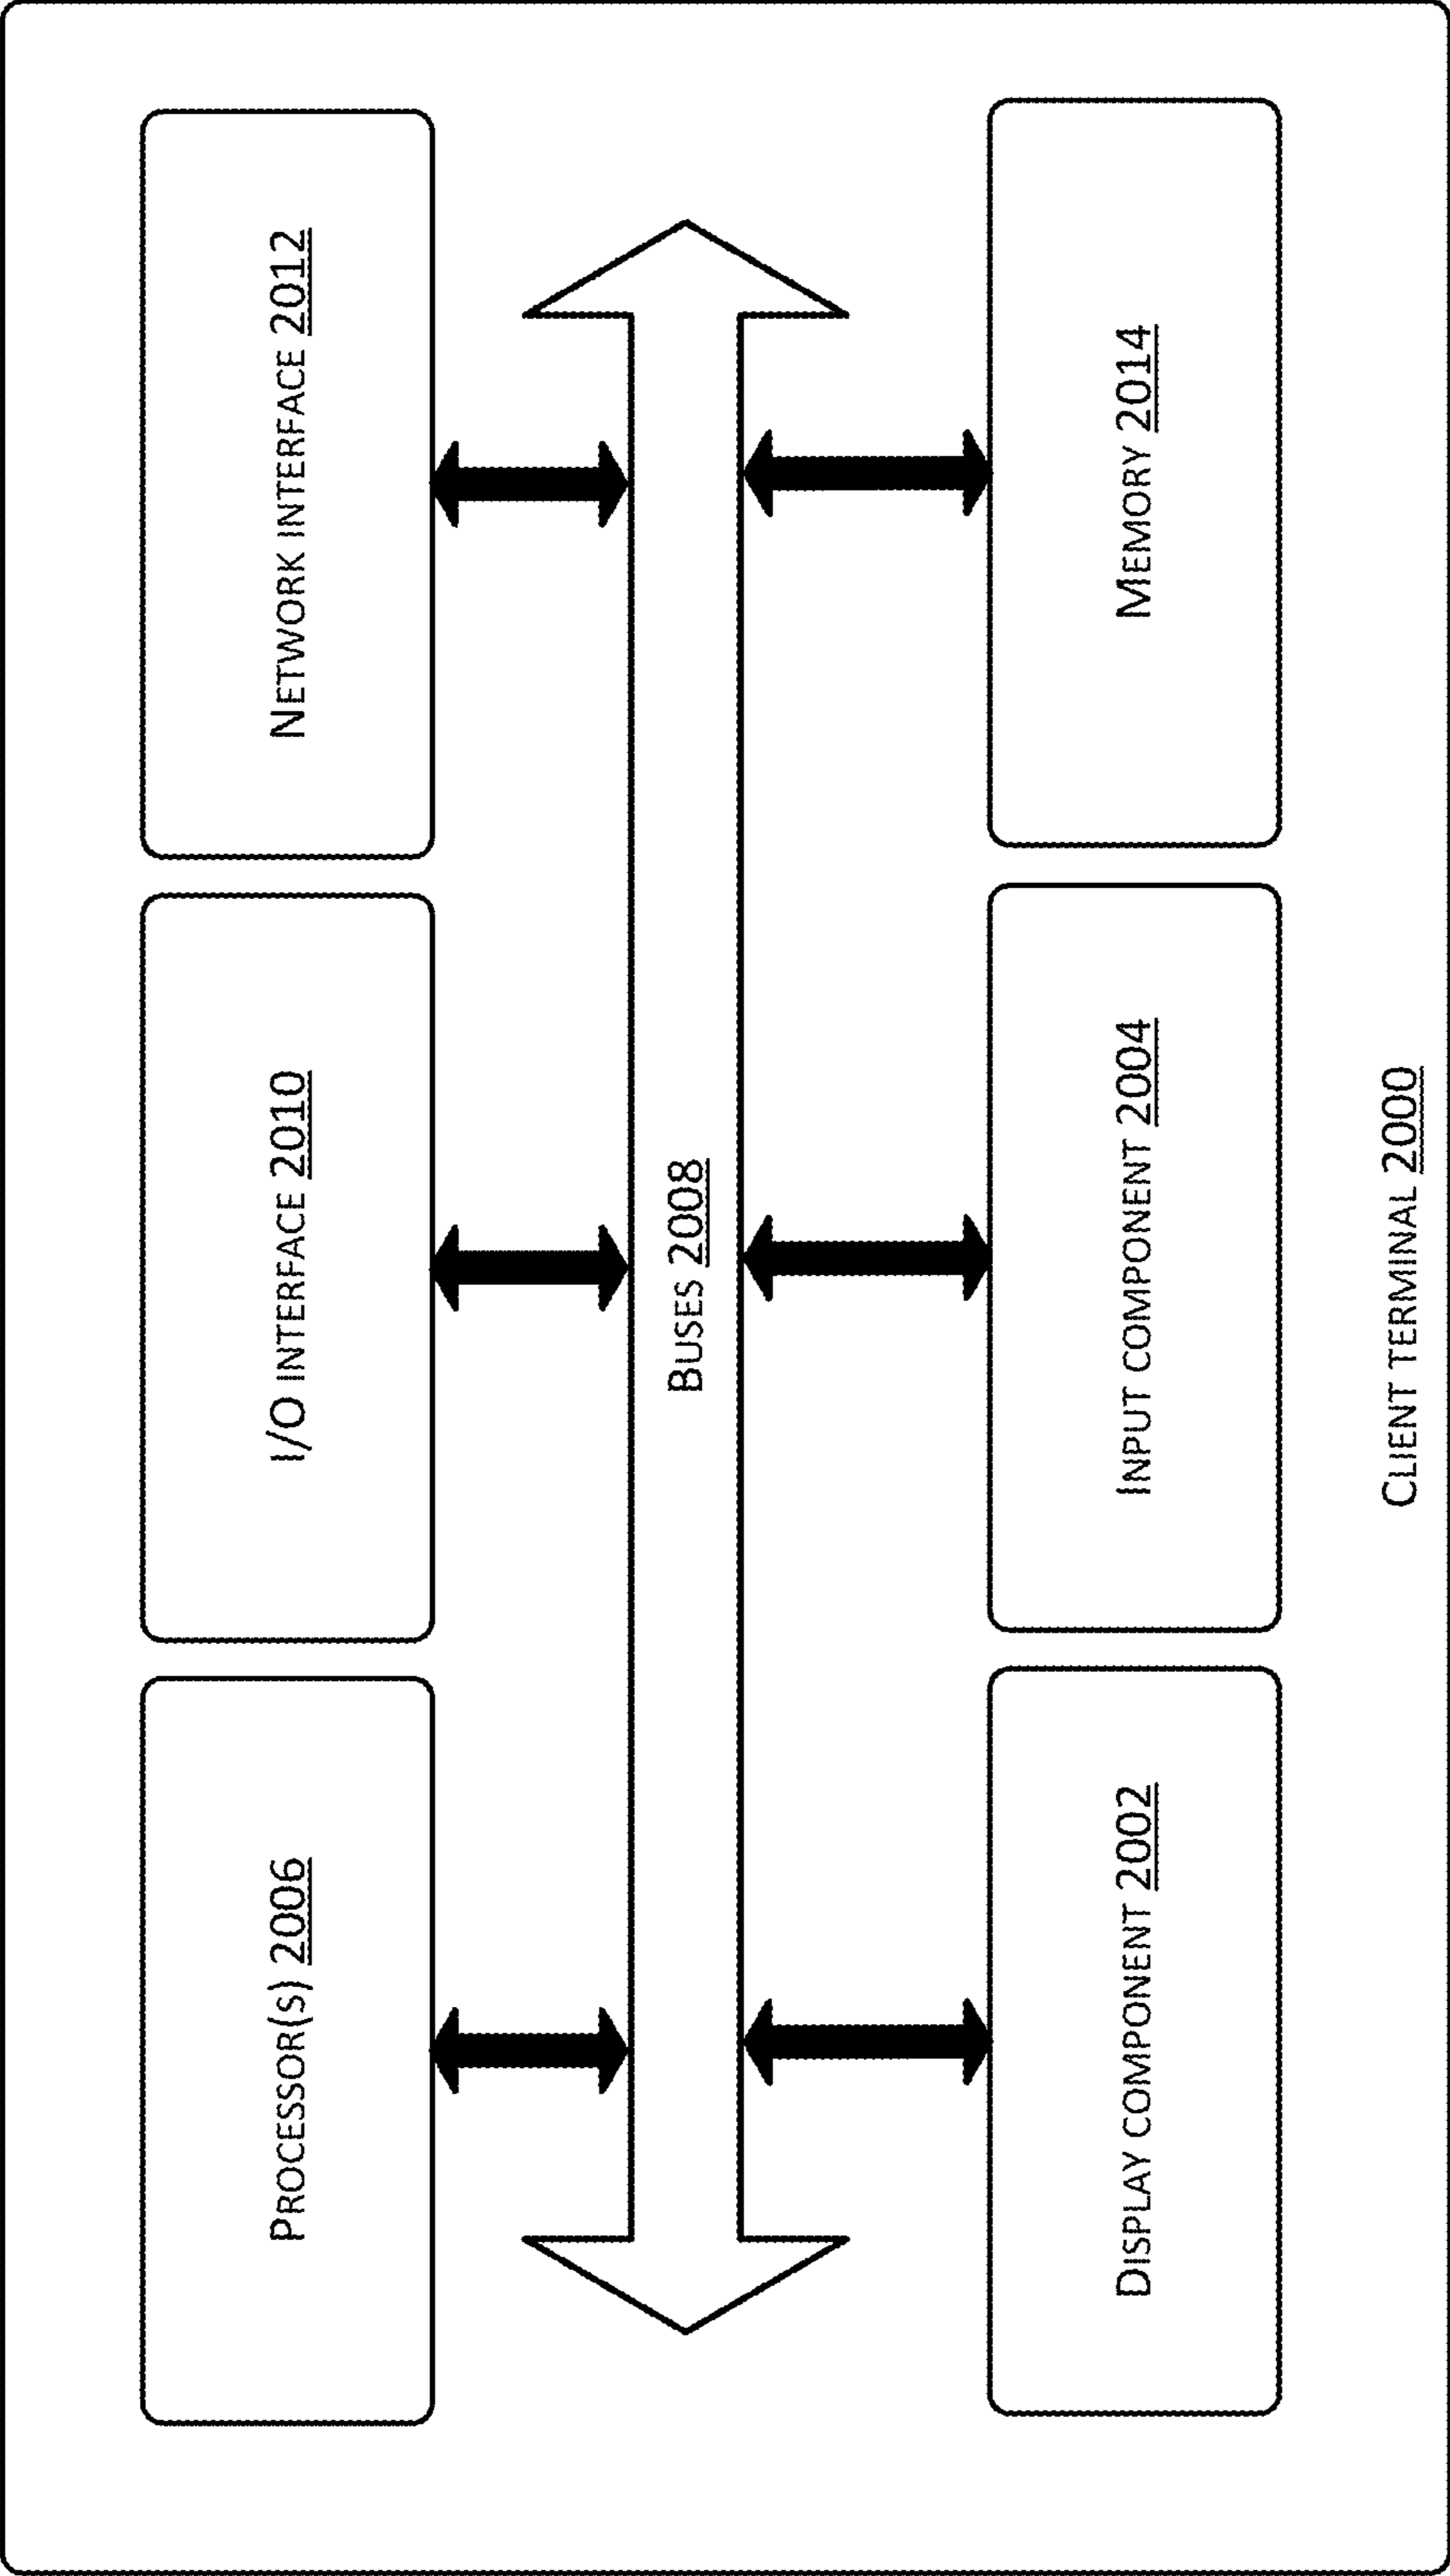 PROCESSOR(S) 2006
I/O INTERFACE 2010
NETWORK INTERFACE 2012
BUSES 2008
DISPLAY COMPONENT 2002
INPUT COMPONENT 2004
MEMORY 2014
CLIENT TERMINAL 2000